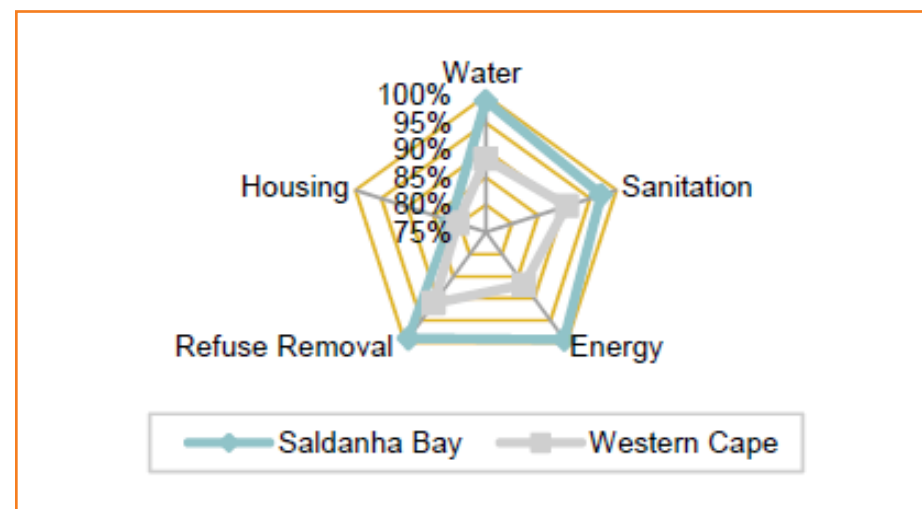 Water
100%
95%
90%
85%
80%
75%
Housing
Sanitation
Refuse Removal
Energy
Saldanha Bay
Western Cape